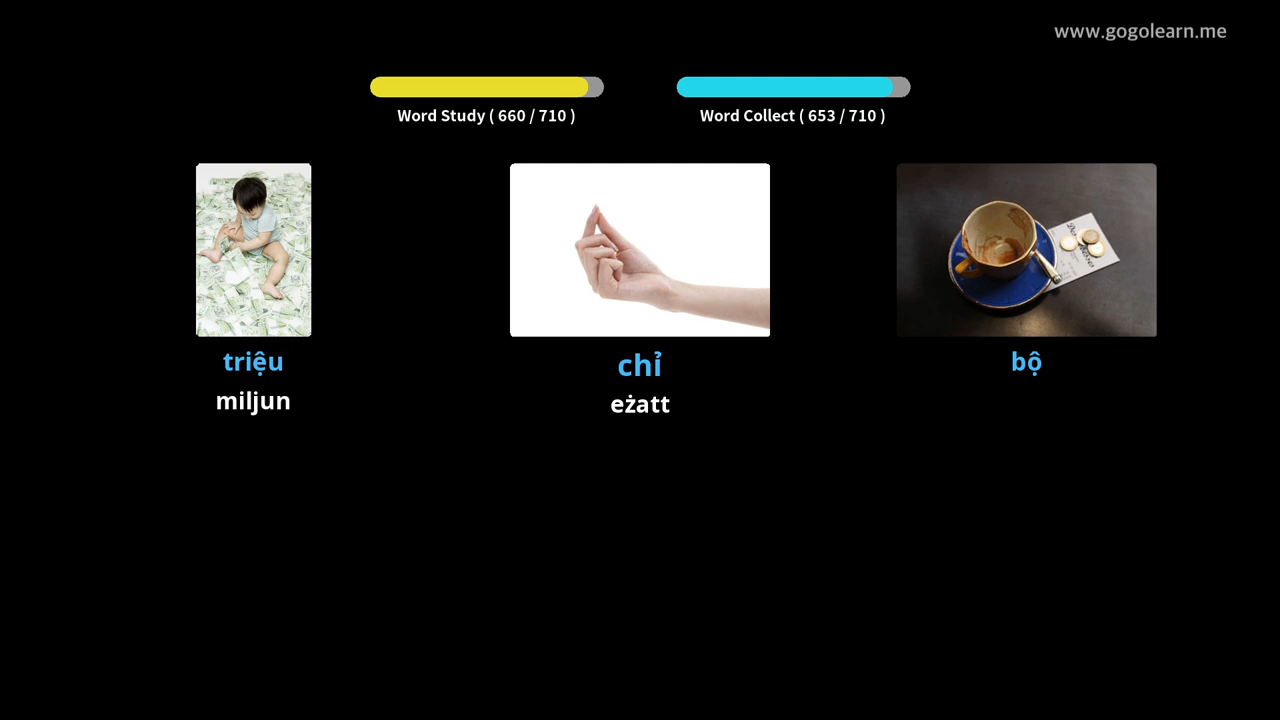 www.gogolearn.me
Word Study ( 660 / 710 )
Word Collect ( 653 / 710 )
triệu
miljun
chỉ
eżatt
bộ